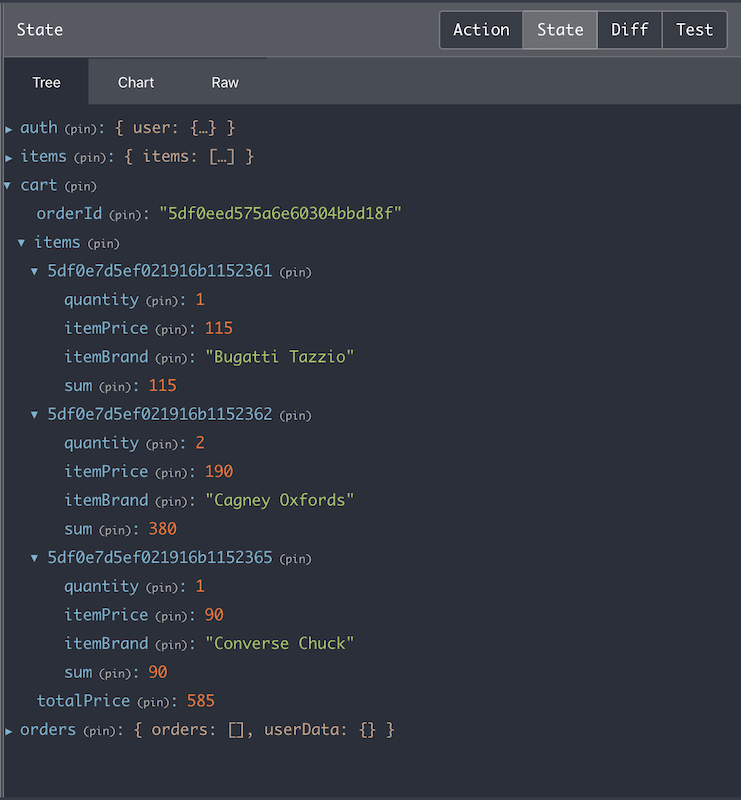 State Action State Diff Test
Tree Chart Raw
auth (pin): { user: {…} }
items (pin): { items: […] }
cart (pin)
orderId (pin): "5df0eed575a6e60304bbd18f"
items (pin)
5df0e7d5ef021916b1152361 (pin)
quantity (pin): 1
itemPrice (pin): 115
itemBrand (pin): "Bugatti Tazzio"
sum (pin): 115
5df0e7d5ef021916b1152362 (pin)
quantity (pin): 2
itemPrice (pin): 190
itemBrand (pin): "Cagney Oxfords"
sum (pin): 380
5df0e7d5ef021916b1152365 (pin)
quantity (pin): 1
itemPrice (pin): 90
itemBrand (pin): "Converse Chuck"
sum (pin): 90
totalPrice (pin): 585
orders (pin): { orders: [], userData: {} }